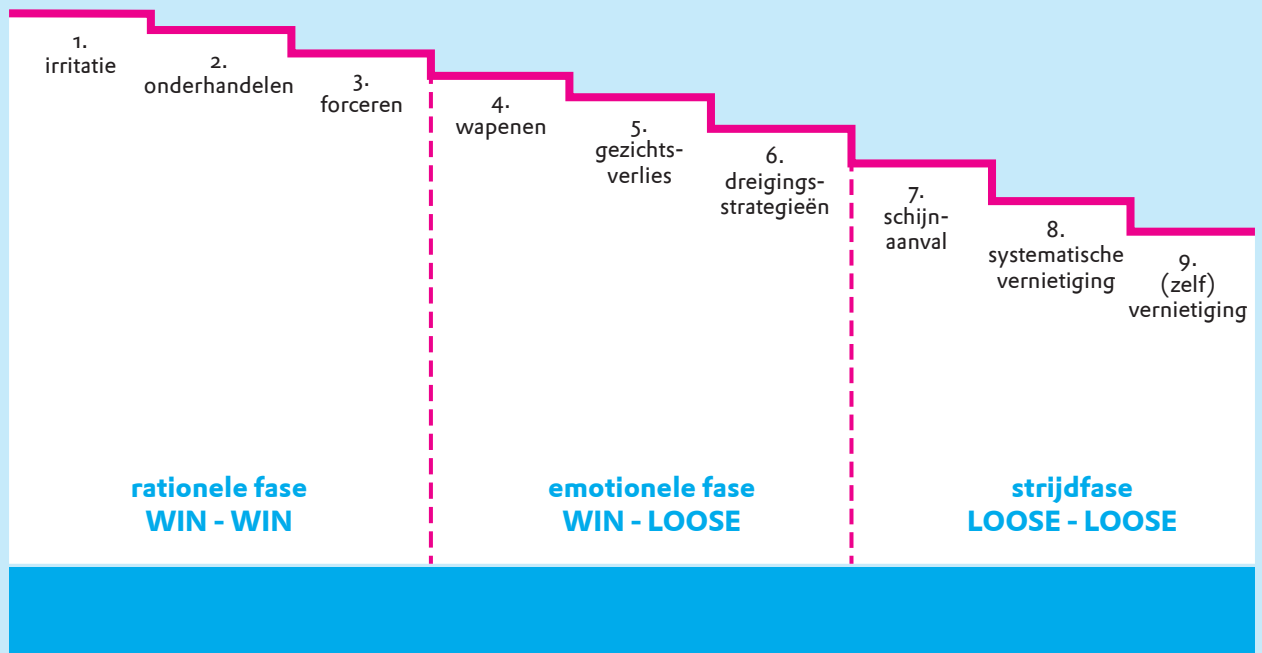 1.
irritatie
2.
onderhandelen
3.
forceren
4.
wapenen
5.
gezichts-
verlies
6.
dreigings-
strategieën
7.
schijn-
aanval
8.
systematische
vernietiging
9.
(zelf)
vernietiging
rationele fase
WIN - WIN
emotionele fase
WIN - LOOSE
strijdfase
LOOSE - LOOSE